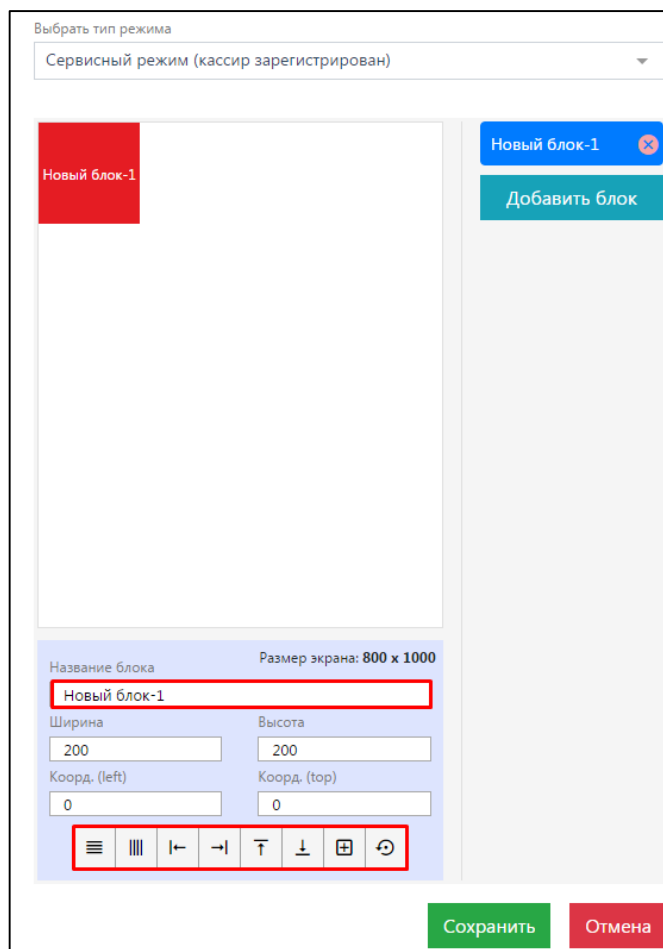 Выбрать тип режима
Сервисный режим (кассир зарегистрирован)
Новый блок-1
Новый блок-1
Добавить блок
Размер экрана: 800 x 1000
Название блока
Новый блок-1
Ширина Высота
200 200
Коорд. (left) Коорд. (top)
0 0
Сохранить Отмена